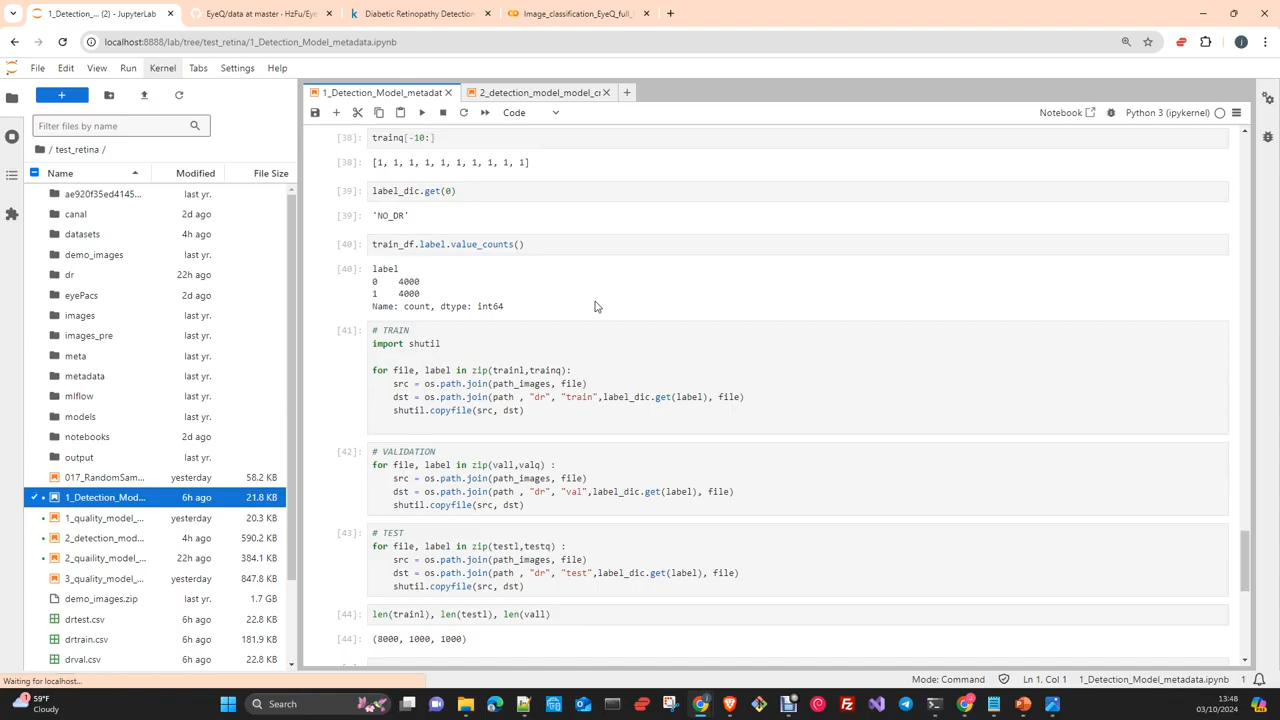 1_Detection_... (2) - JupyterLab
EyeQ/data at master · HzFu/Eye
Diabetic Retinopathy Detection
Image_classification_EyeQ_full_
localhost:8888/lab/tree/test_retina/1_Detection_Model_metadata.ipynb
File Edit View Run Kernel Tabs Settings Help
1_Detection_Model_metadat
2_detection_model_model_cr
Code
Notebook
Python 3 (ipykernel)
Filter files by name
/ test_retina /
Name Modified File Size
ae920f35ed4145... last yr.
canal 2d ago
datasets 4h ago
demo_images last yr.
dr 22h ago
eyePacs last yr.
images last yr.
images_pre last yr.
meta last yr.
metadata last yr.
mlflow last yr.
models last yr.
notebooks 2d ago
output last yr.
017_RandomSam... yesterday 58.2 KB
1_Detection_Mod... 6h ago 21.8 KB
1_quality_model_... yesterday 20.3 KB
2_detection_mod... 4h ago 590.2 KB
2_quaility_model_... 22h ago 384.1 KB
3_quality_model_... yesterday 847.8 KB
demo_images.zip last yr. 1.7 GB
drtest.csv 6h ago 22.8 KB
drtrain.csv 6h ago 181.9 KB
drval.csv 6h ago 22.8 KB
[38]: trainq[-10:]
[38]: [1, 1, 1, 1, 1, 1, 1, 1, 1, 1]
[39]: label_dic.get(0)
[39]: 'NO_DR'
[40]: train_df.label.value_counts()
[40]: label
0 4000
1 4000
Name: count, dtype: int64
[41]: # TRAIN
import shutil
for file, label in zip(trainl,trainq):
src = os.path.join(path_images, file)
dst = os.path.join(path , "dr", "train",label_dic.get(label), file)
shutil.copyfile(src, dst)
[42]: # VALIDATION
for file, label in zip(vall,valq) :
src = os.path.join(path_images, file)
dst = os.path.join(path , "dr", "val",label_dic.get(label), file)
shutil.copyfile(src, dst)
[43]: # TEST
for file, label in zip(testl,testq) :
src = os.path.join(path_images, file)
dst = os.path.join(path , "dr", "test",label_dic.get(label), file)
shutil.copyfile(src, dst)
[44]: len(trainl), len(testl), len(vall)
[44]: (8000, 1000, 1000)
Waiting for localhost...
Mode: Command
Ln 1, Col 1
1_Detection_Model_metadata.ipynb
1
59°F
Cloudy
Search
13:48
03/10/2024